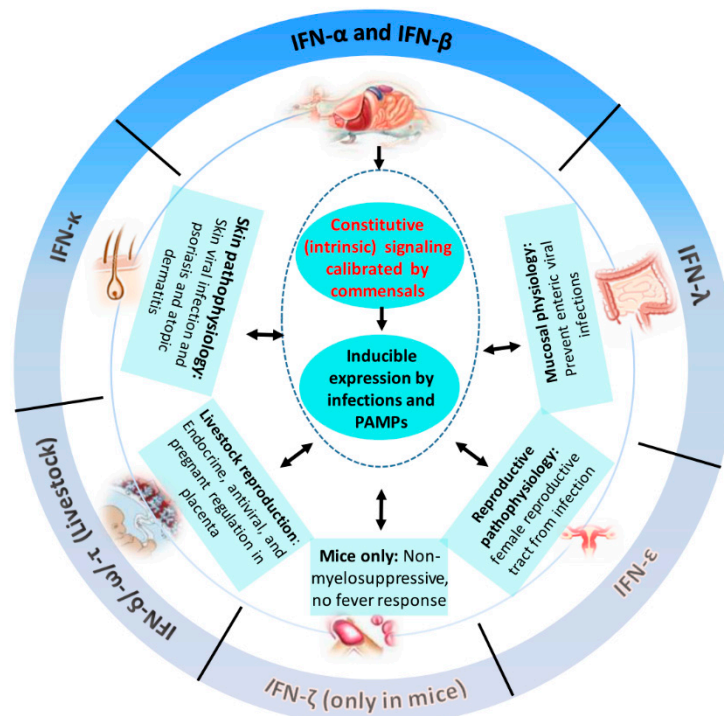 IFN-α and IFN-β
IFN-κ
IFN-λ
Constitutive
(intrinsic) signaling
calibrated by
commensals
Inducible
expression by
infections and
PAMPs
Skin pathophysiology:
Skin viral infection and
psoriasis and atopic
dermatitis
Mucosal physiology:
Prevent enteric viral
infections
Livestock reproduction:
Endocrine, antiviral, and
pregnant regulation in
placenta
Reproductive
pathophysiology:
female reproductive
tract from infection
Mice only: Non-
myelosuppressive,
no fever response
IFN-δ/-ω/-τ (Livestock)
IFN-ε
IFN-ζ (only in mice)